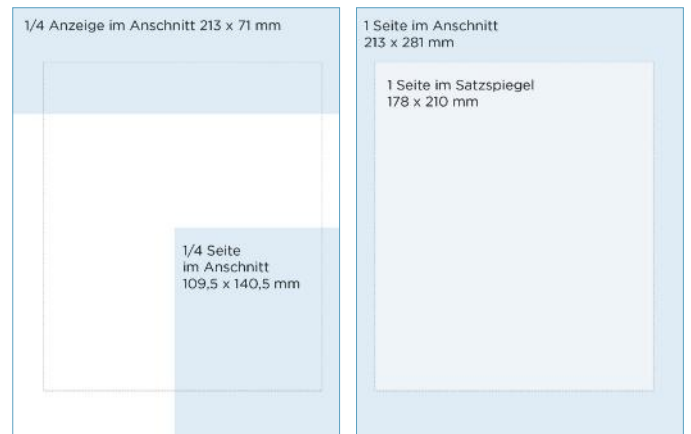 1/4 Anzeige im Anschnitt 213 x 71 mm
1/4 Seite
im Anschnitt
109,5 x 140,5 mm
1 Seite im Anschnitt
213 x 281 mm
1 Seite im Satzspiegel
178 x 210 mm